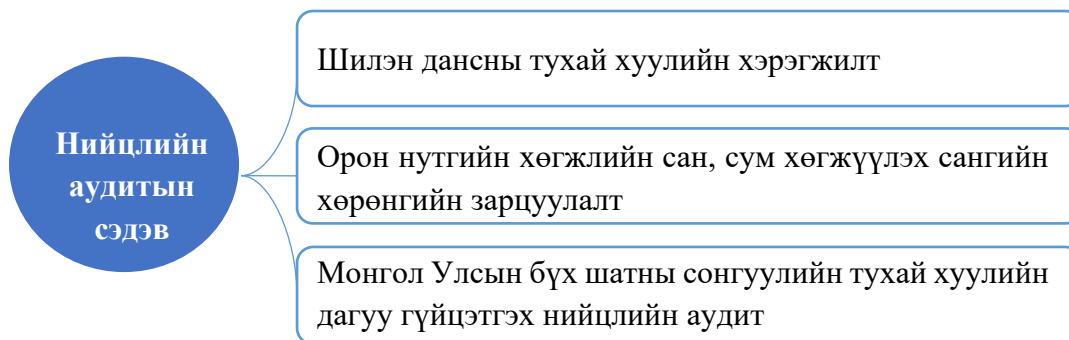 Нийцлийн
аудитын
сэдэв
Шилэн дансны тухай хуулийн хэрэгжилт
Орон нутгийн хөгжлийн сан, сум хөгжүүлэх сангийн
хөрөнгийн зарцуулалт
Монгол Улсын бүх шатны сонгуулийн тухай хуулийн
дагуу гүйцэтгэх нийцлийн аудит